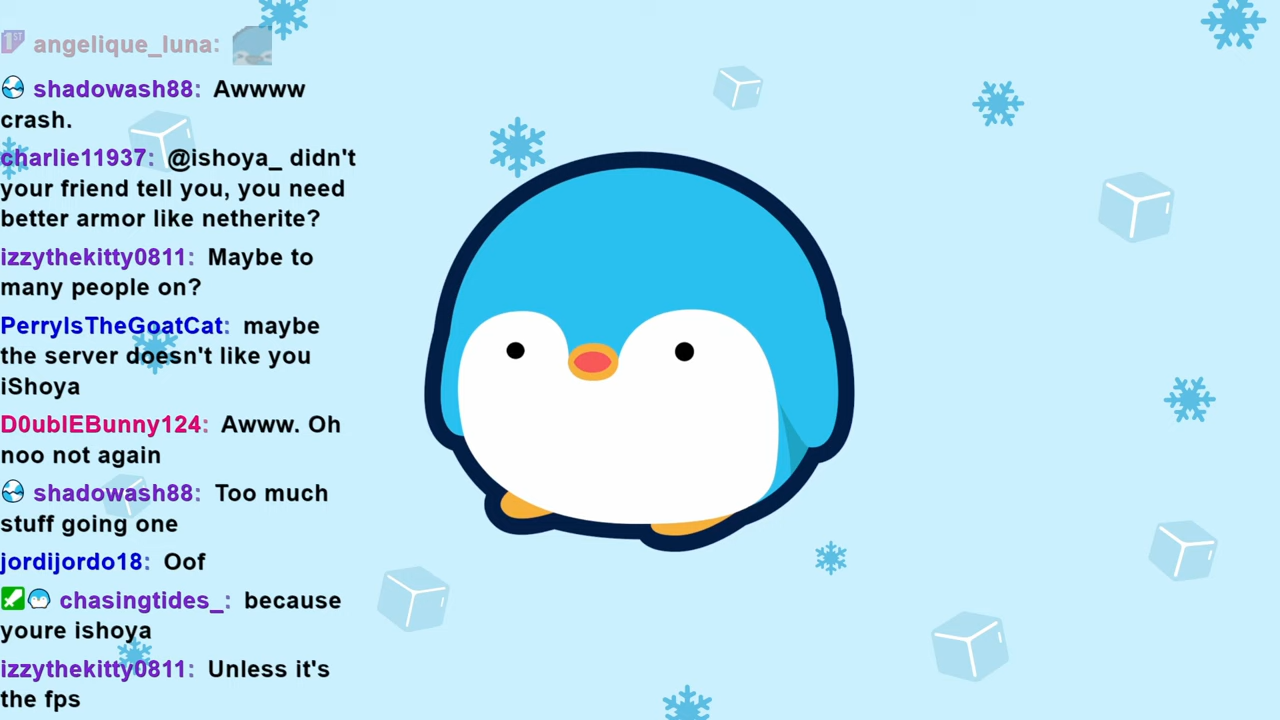 1ST angelique_luna:
shadowash88: Awwww
crash.
charlie11937: @ishoya_ didn't
your friend tell you, you need
better armor like netherite?
izzythekitty0811: Maybe to
many people on?
PerryIsTheGoatCat: maybe
the server doesn't like you
iShoya
D0ublEBunny124: Awww. Oh
noo not again
shadowash88: Too much
stuff going one
jordijordo18: Oof
chasingtides_: because
youre ishoya
izzythekitty0811: Unless it's
the fps